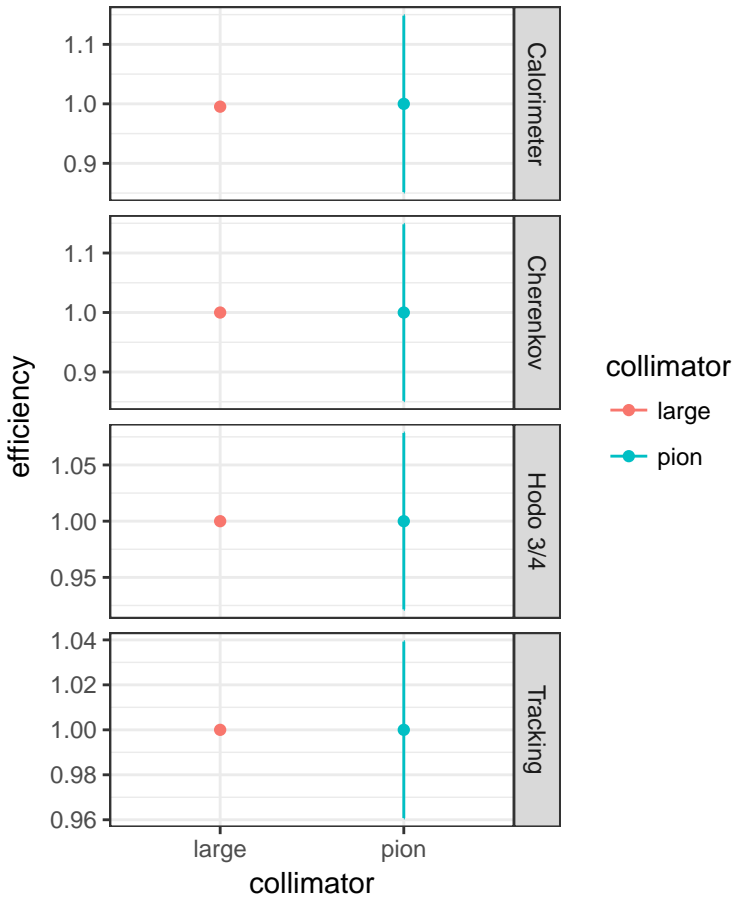 1.1
1.0
0.9
Calorimeter
1.1
1.0
0.9
Cherenkov
1.05
1.00
0.95
Hodo 3/4
1.04
1.02
1.00
0.98
0.96
Tracking
large
pion
collimator
efficiency
collimator
large
pion